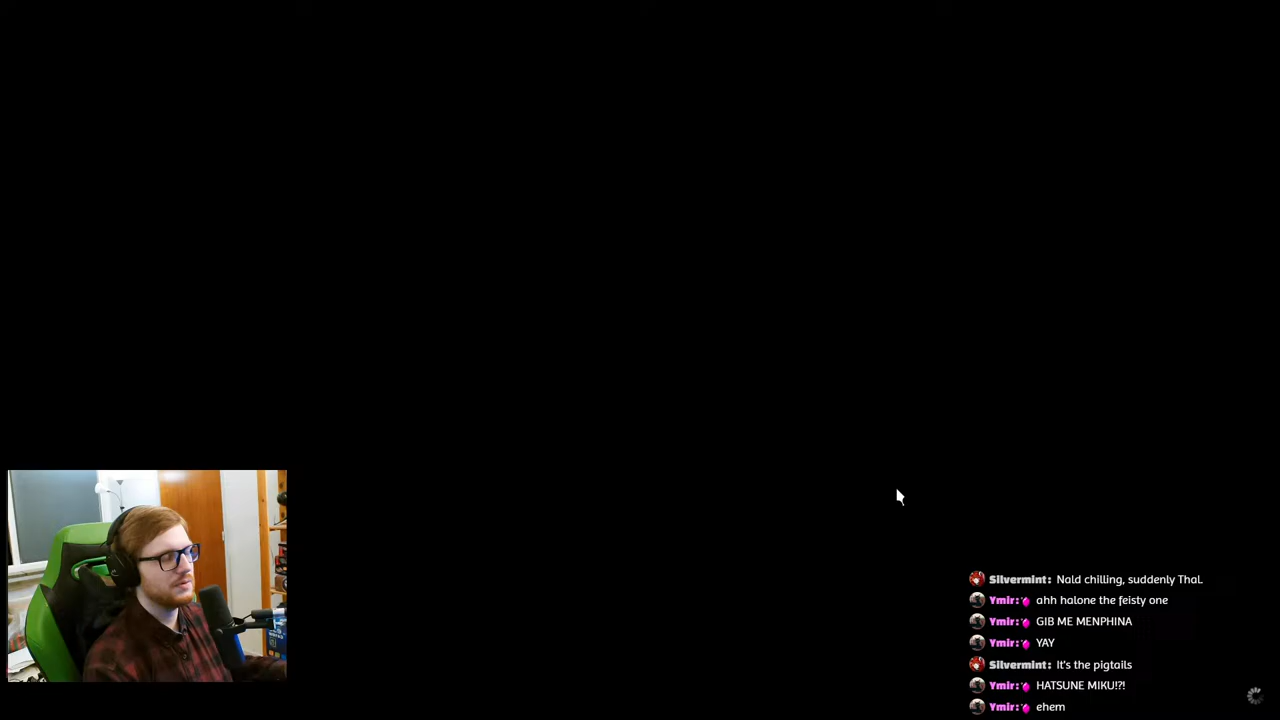 Silvermint: Nald chilling, suddenly Thal.
Ymir: ahh halone the feisty one
Ymir: GIB ME MENPHINA
Ymir: YAY
Silvermint: It's the pigtails
Ymir: HATSUNE MIKU!?!
Ymir: ehem